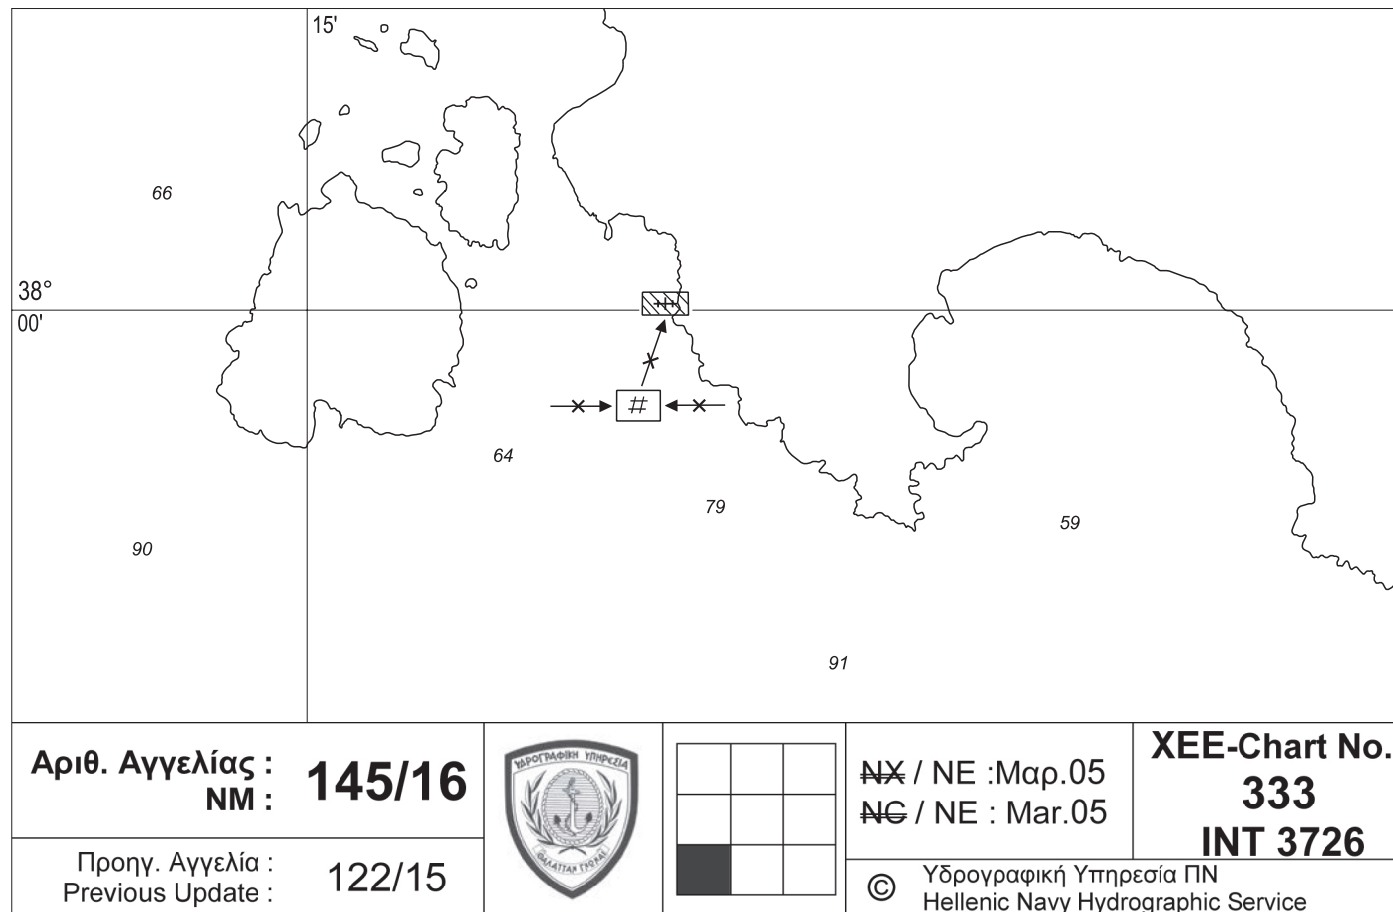 15'
66
38°
00'
#
64
79
59
90
91
Αριθ. Αγγελίας :
NM :
145/16
Προηγ. Αγγελία :
Previous Update :
122/15
ΥΔΡΟΓΡΑΦΙΚΗ ΥΠΗΡΕΣΙΑ
NX / NE :Μαρ.05
NC / NE : Mar.05
XEE-Chart No.
333
INT 3726
© Υδρογραφική Υπηρεσία ΠΝ
Hellenic Navy Hydrographic Service